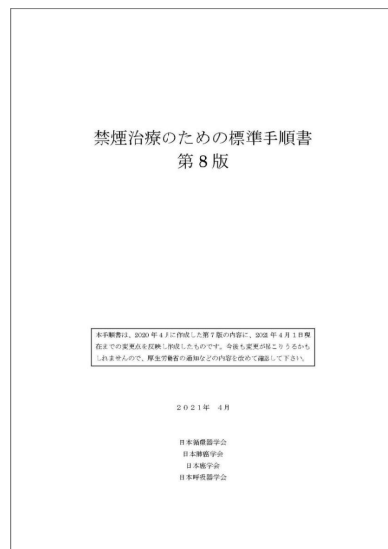 禁煙治療のための標準手順書
第8版
本手順書は、2020年4月に作成した第7版の内容に、2021年4月1日現
在までの変更点を反映し作成したものです。今後も変更が起こりうるかも
しれませんので、厚生労働省の通知などの内容を改めて確認して下さい。
2021年 4月
日本循環器学会
日本肺癌学会
日本癌学会
日本呼吸器学会